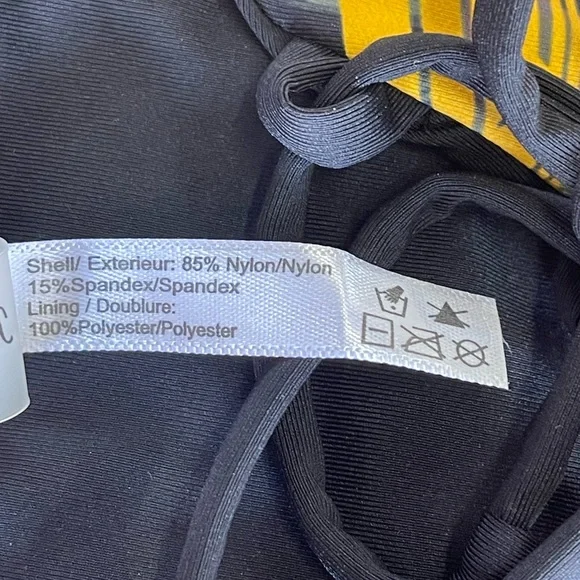 Shell/ Exterieur: 85% Nylon/Nylon
15%Spandex/Spandex
Lining / Doublure:
100%Polyester/Polyester